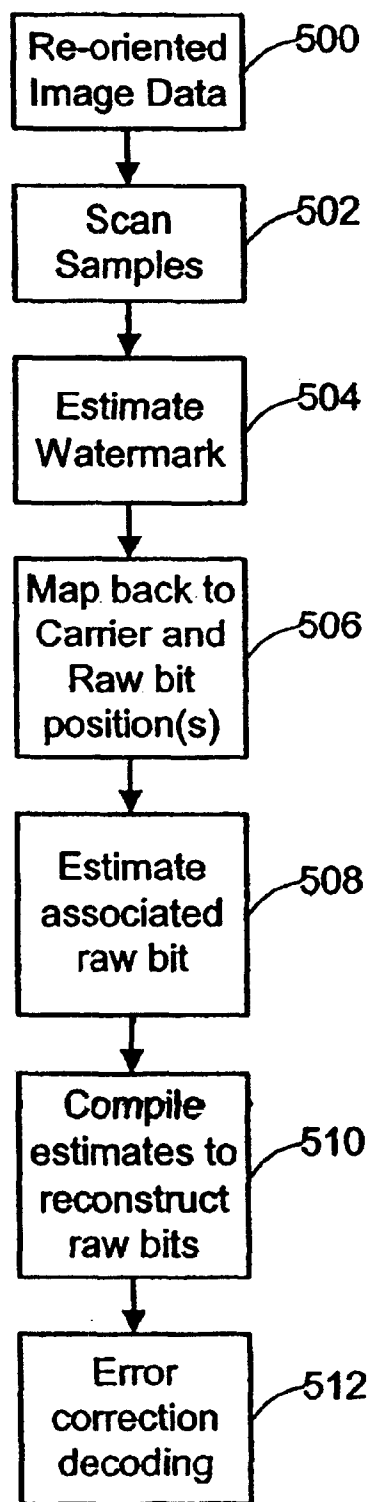 Re-oriented
Image Data
500
Scan
Samples
502
Estimate
Watermark
504
Map back to
Carrier and
Raw bit
position(s)
506
Estimate
associated
raw bit
508
Compile
estimates to
reconstruct
raw bits
510
Error
correction
decoding
512